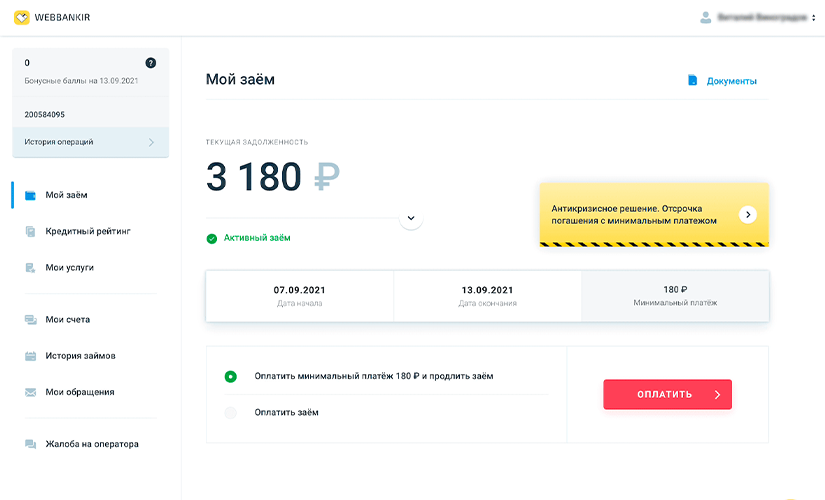 WEBBANKIR
0
?
Бонусные баллы на 13.09.2021
200584095
История операций
Мой заём
Кредитный рейтинг
Мои услуги
Мои счета
История займов
Мои обращения
Жалоба на оператора
Мой заём
Документы
ТЕКУЩАЯ ЗАДОЛЖЕННОСТЬ
3 180 ₽
Активный заём
Антикризисное решение. Отсрочка
погашения с минимальным платежом
07.09.2021
Дата начала
13.09.2021
Дата окончания
180 ₽
Минимальный платёж
Оплатить минимальный платёж 180 ₽ и продлить заём
Оплатить заём
ОПЛАТИТЬ